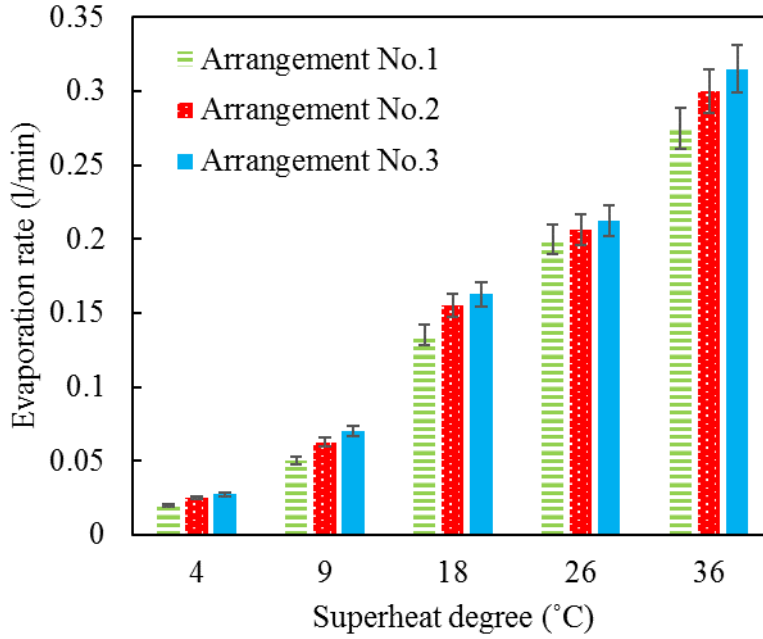 0.35
0.3
0.25
0.2
0.15
0.1
0.05
0
Evaporation rate (l/min)
Arrangement No.1
Arrangement No.2
Arrangement No.3
4 9 18 26 36
Superheat degree (˚C)